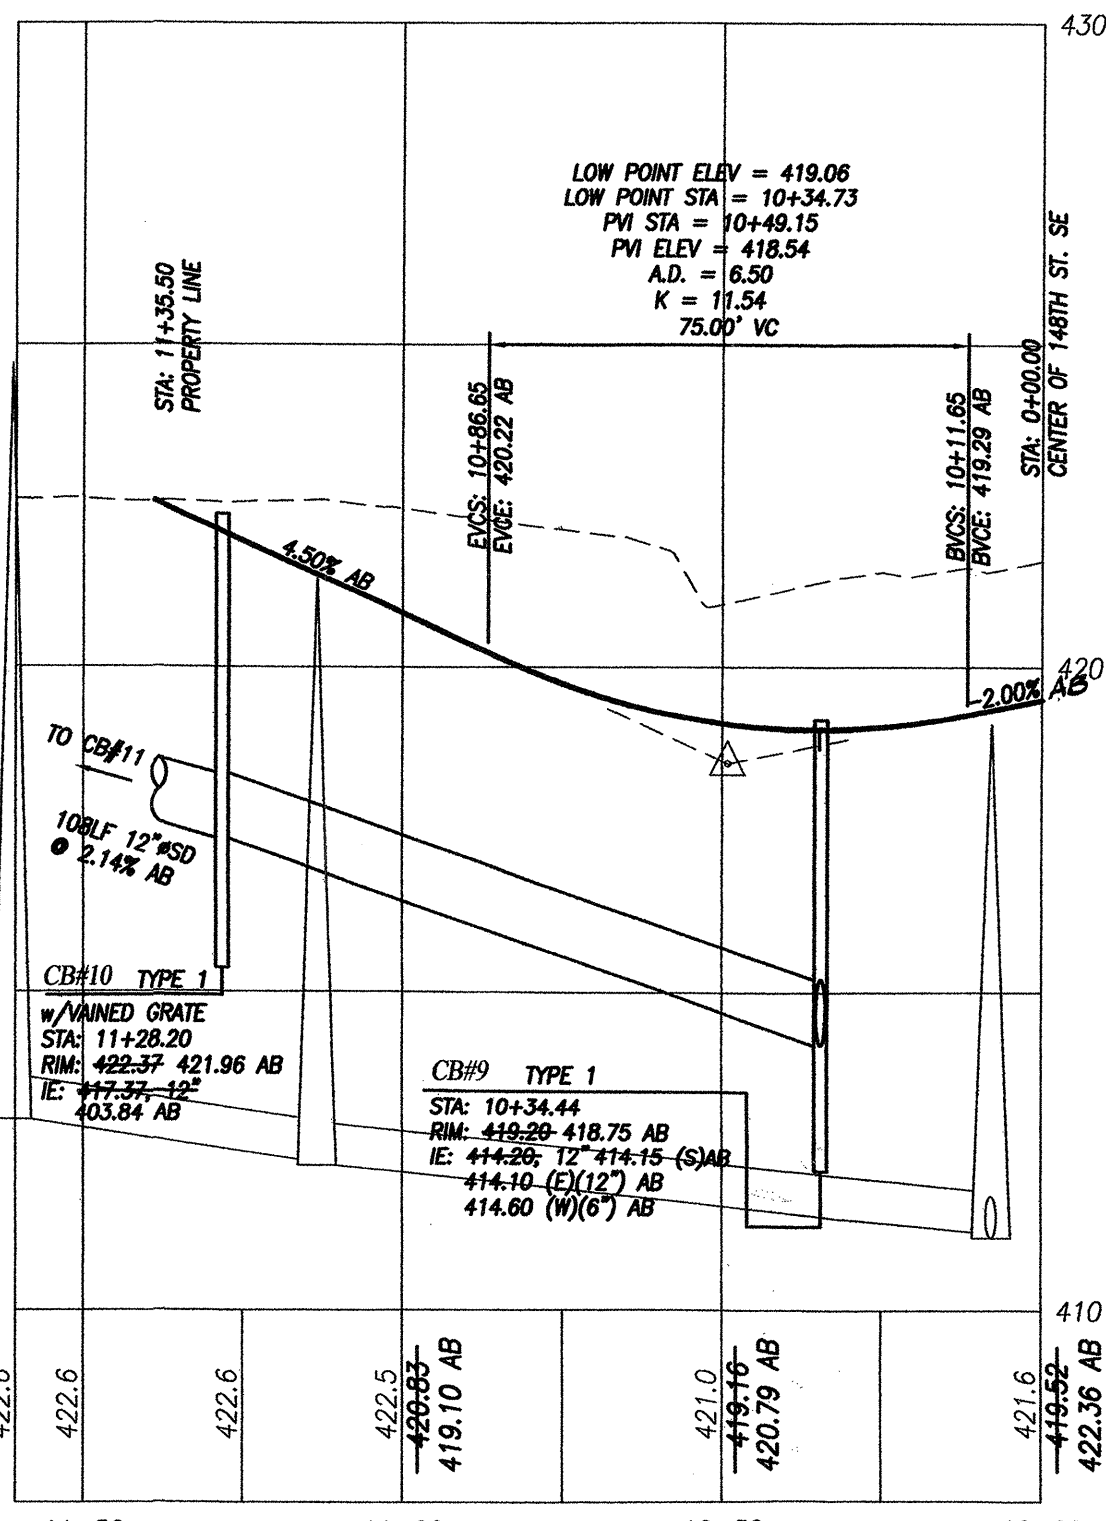 430
LOW POINT ELEV = 419.06
LOW POINT STA = 10+34.73
PVI STA = 10+49.15
PVI ELEV = 418.54
A.D. = 6.50
K = 11.54
75.00' VC
STA: 11+35.50
PROPERTY LINE
EVCS: 10+86.65
EVCE: 420.22 AB
BVCS: 10+11.65
BVCE: 419.29 AB
STA: 0+00.00
CENTER OF 148TH ST. SE
4.50% AB
420
-2.00% AB
TO CB#11
108LF 12"øSD
@ 2.14% AB
CB#10 TYPE 1
w/VAINED GRATE
STA: 11+28.20
RIM: 422.37 421.96 AB
IE: 417.37, 12"
403.84 AB
CB#9 TYPE 1
STA: 10+34.44
RIM: 419.20 418.75 AB
IE: 414.20, 12" 414.15 (S)AB
414.10 (E)(12") AB
414.60 (W)(6") AB
410
422.6
422.6
422.6
422.5
420.83
419.10 AB
421.0
419.16
420.79 AB
421.6
419.52
422.36 AB